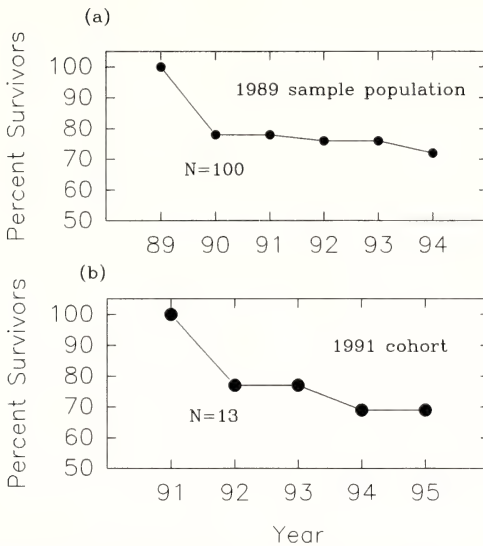 (a)
Percent Survivors
100
90
80
70
60
50
1989 sample population
N=100
89 90 91 92 93 94
(b)
Percent Survivors
100
90
80
70
60
50
1991 cohort
N=13
91 92 93 94 95
Year